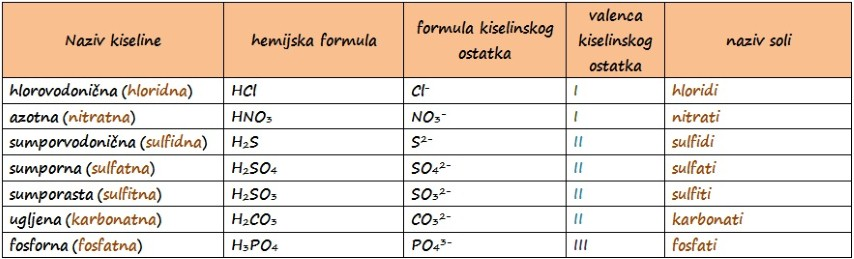 Naziv kiseline hemijska formula formula kiselinskog ostatka valenca kiselinskog ostatka naziv soli
hlorovodonična (hloridna) HCl Cl⁻ I hloridi
azotna (nitratna) HNO₃ NO₃⁻ I nitrati
sumporvodonična (sulfidna) H₂S S²⁻ II sulfidi
sumporna (sulfatna) H₂SO₄ SO₄²⁻ II sulfati
sumporasta (sulfitna) H₂SO₃ SO₃²⁻ II sulfiti
ugljena (karbonatna) H₂CO₃ CO₃²⁻ II karbonati
fosforna (fosfatna) H₃PO₄ PO₄³⁻ III fosfati